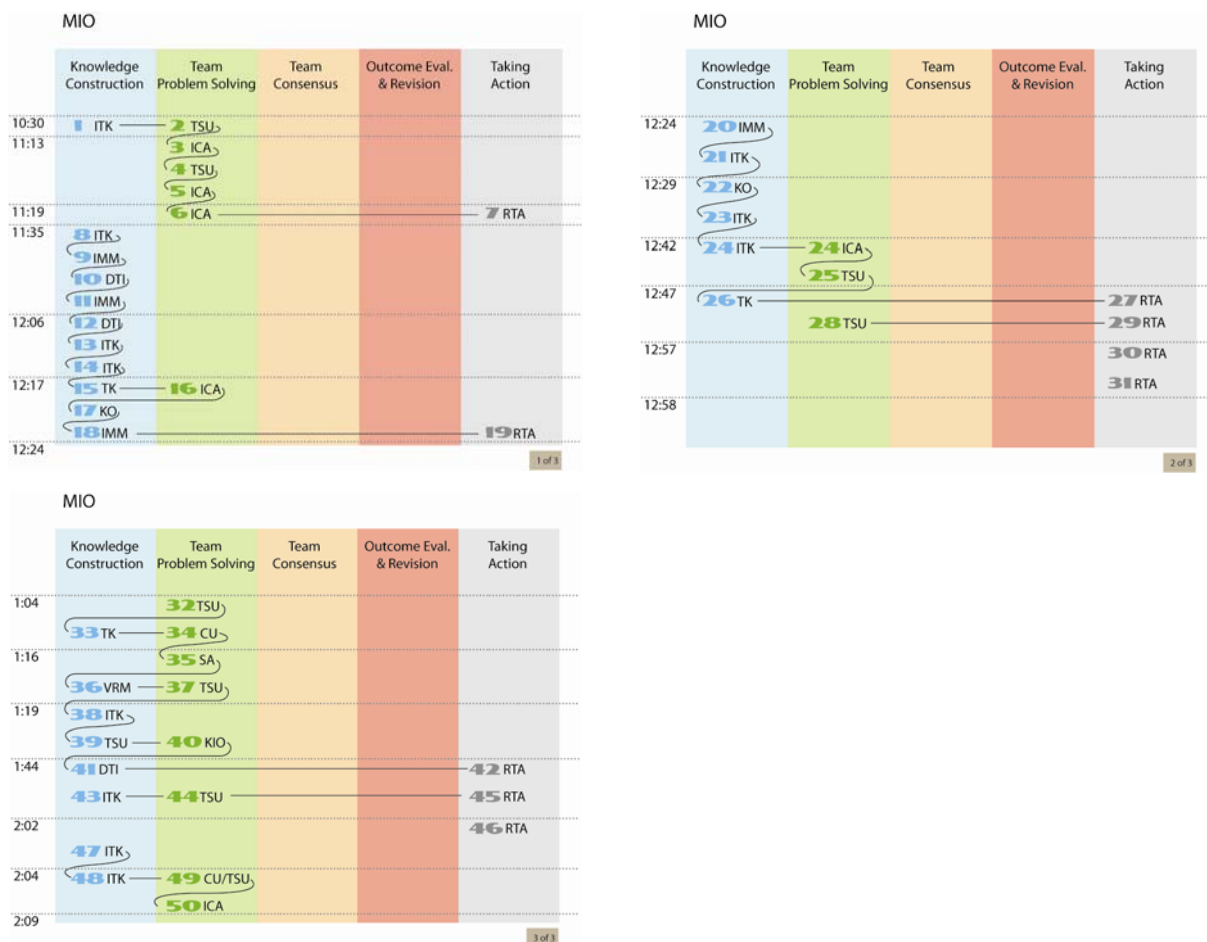 MIO
Knowledge Construction
Team Problem Solving
Team Consensus
Outcome Eval. & Revision
Taking Action
10:30
1 ITK 2 TSU
11:13
3 ICA
4 TSU
5 ICA
11:19
6 ICA 7 RTA
11:35
8 ITK
9 IMM
10 DTI
11 IMM
12:06
12 DTI
13 ITK
14 ITK
12:17
15 TK 16 ICA
17 KO
18 IMM 19 RTA
12:24
1 of 3
MIO
Knowledge Construction
Team Problem Solving
Team Consensus
Outcome Eval. & Revision
Taking Action
12:24
20 IMM
21 ITK
12:29
22 KO
23 ITK
12:42
24 ITK 24 ICA
25 TSU
12:47
26 TK 27 RTA
28 TSU 29 RTA
12:57
30 RTA
31 RTA
12:58
2 of 3
MIO
Knowledge Construction
Team Problem Solving
Team Consensus
Outcome Eval. & Revision
Taking Action
1:04
32 TSU
33 TK 34 CU
1:16
35 SA
36 VRM 37 TSU
1:19
38 ITK
39 TSU 40 KIO
1:44
41 DTI 42 RTA
43 ITK 44 TSU 45 RTA
2:02
46 RTA
47 ITK
2:04
48 ITK 49 CU/TSU
50 ICA
2:09
3 of 3